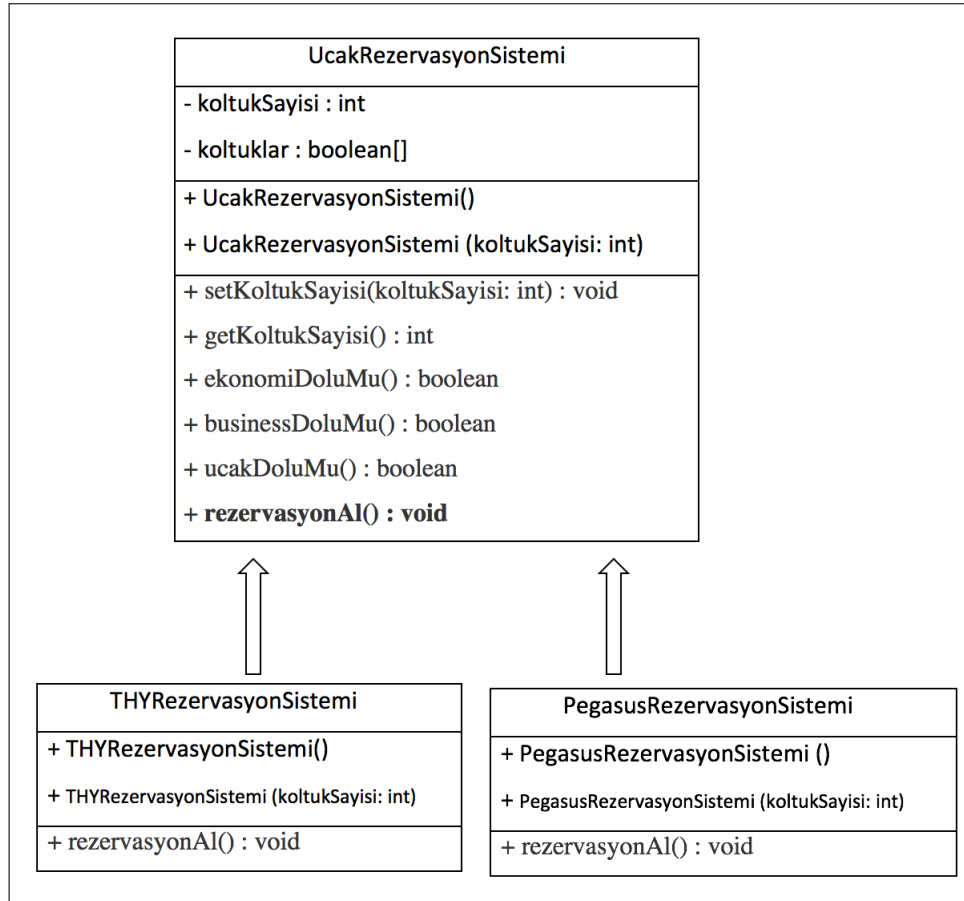 UcakRezervasyonSistemi
- koltukSayisi : int
- koltuklar : boolean[]
+ UcakRezervasyonSistemi()
+ UcakRezervasyonSistemi (koltukSayisi: int)
+ setKoltukSayisi(koltukSayisi: int) : void
+ getKoltukSayisi() : int
+ ekonomiDoluMu() : boolean
+ businessDoluMu() : boolean
+ ucakDoluMu() : boolean
+ rezervasyonAl() : void
THYRezervasyonSistemi
+ THYRezervasyonSistemi()
+ THYRezervasyonSistemi (koltukSayisi: int)
+ rezervasyonAl() : void
PegasusRezervasyonSistemi
+ PegasusRezervasyonSistemi ()
+ PegasusRezervasyonSistemi (koltukSayisi: int)
+ rezervasyonAl() : void